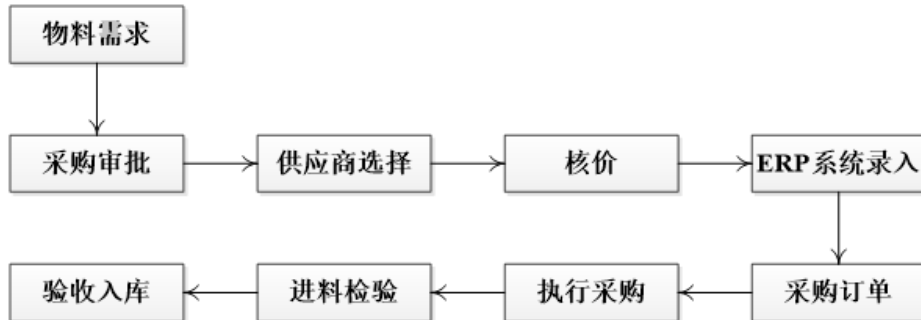 物料需求
采购审批
供应商选择
核价
ERP系统录入
采购订单
执行采购
进料检验
验收入库